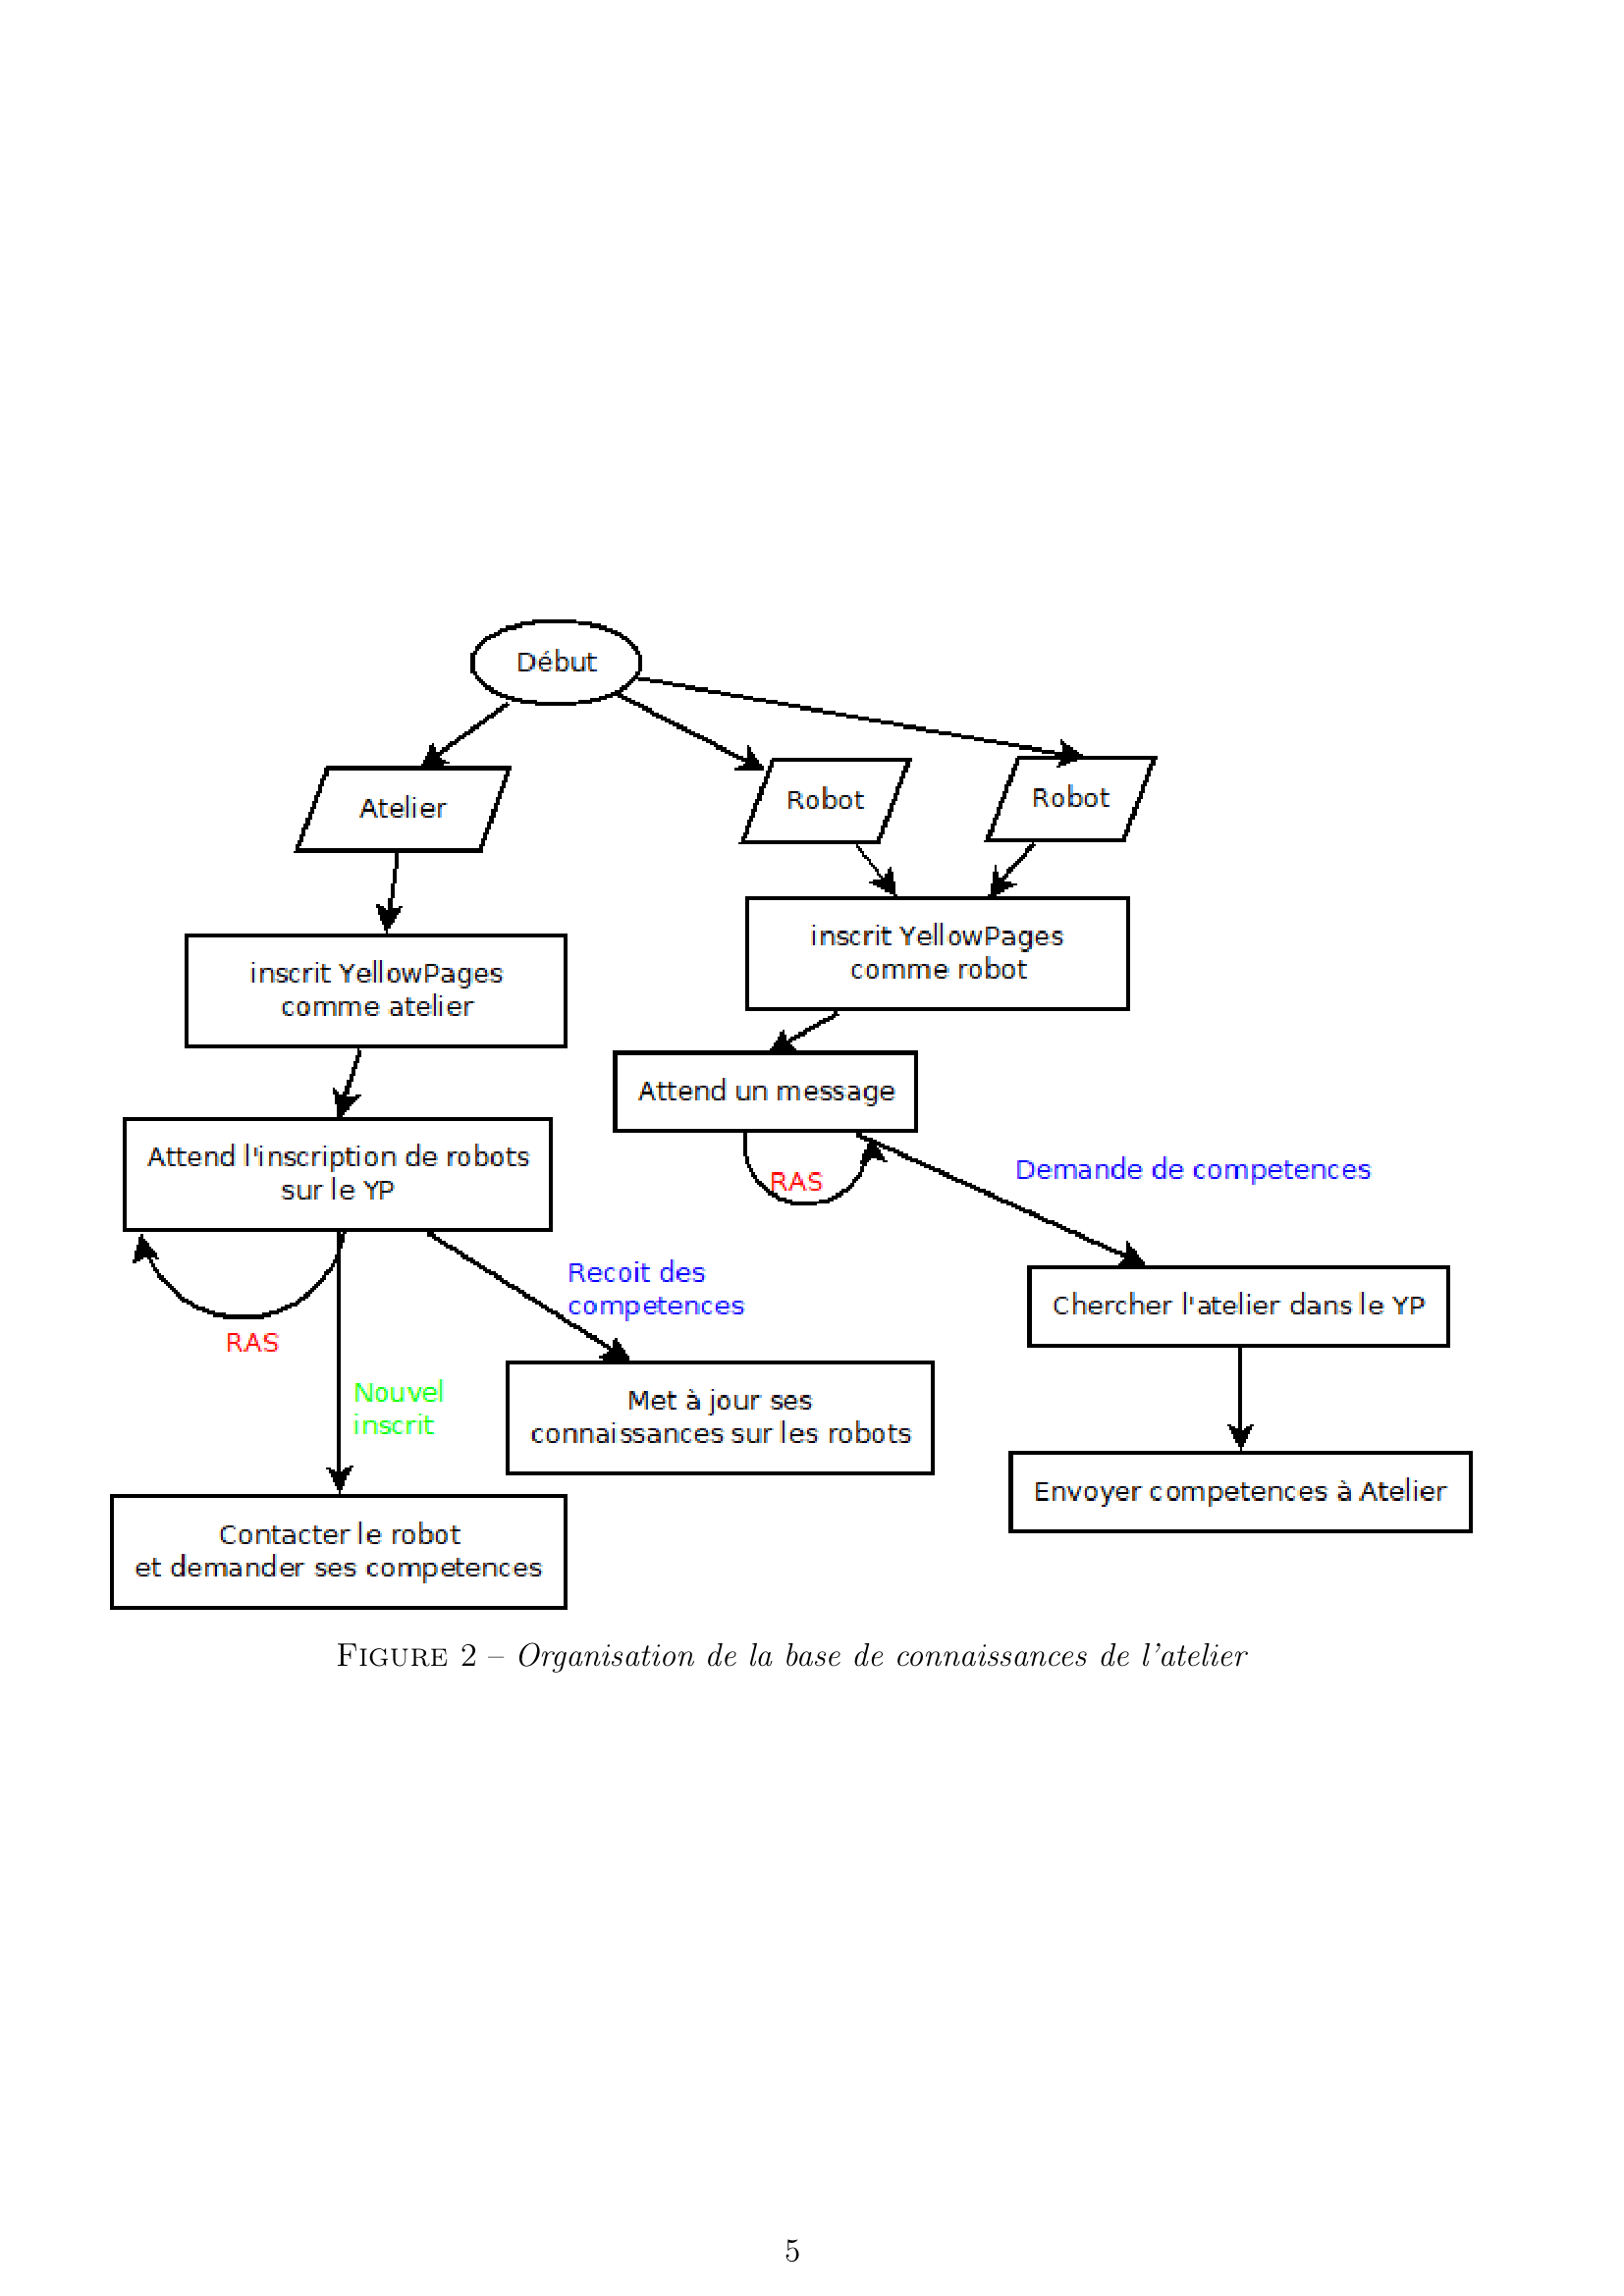 Début
Atelier
Robot
Robot
inscrit YellowPages
comme atelier
inscrit YellowPages
comme robot
Attend l'inscription de robots
sur le YP
Attend un message
RAS
Demande de competences
RAS
Nouvel
inscrit
Recoit des
competences
Met à jour ses
connaissances sur les robots
Chercher l'atelier dans le YP
Envoyer competences à Atelier
Contacter le robot
et demander ses competences
FIGURE 2 – Organisation de la base de connaissances de l'atelier
5